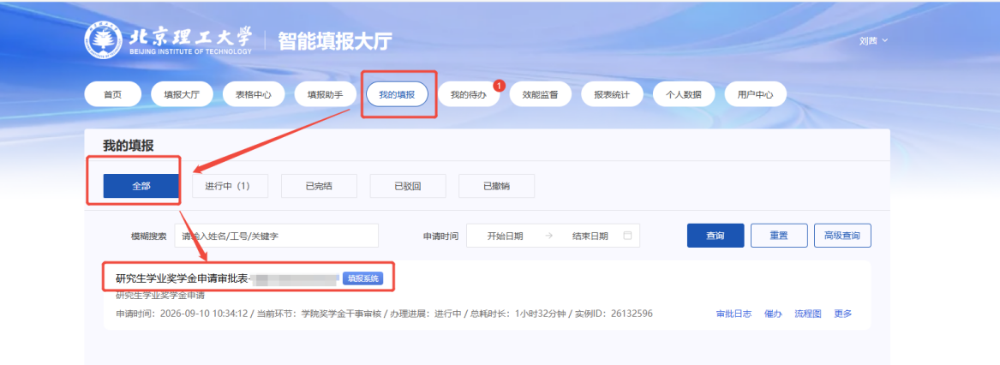 北京理工大学 智能填报大厅
BEIJING INSTITUTE OF TECHNOLOGY
刘茜
首页 填报大厅 表格中心 填报助手 我的填报 我的待办 1 效能监督 报表统计 个人数据 用户中心
我的填报
全部 进行中（1） 已完结 已驳回 已撤销
模糊搜索 请输入姓名/工号/关键字 申请时间 开始日期 → 结束日期 查询 重置 高级查询
研究生学业奖学金申请审批表- 填报系统
研究生学业奖学金申请
申请时间：2026-09-10 10:34:12 / 当前环节：学院奖学金干事审核 / 办理进展：进行中 / 总耗时长：1小时32分钟 / 实例ID：26132596 审批日志 催办 流程图 更多